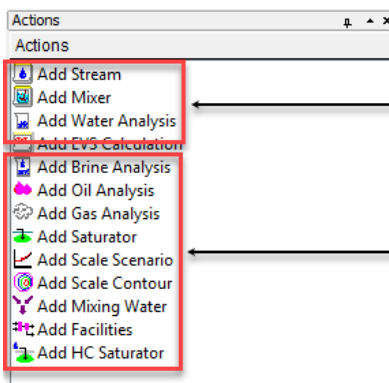 Actions
Actions
Add Stream
Add Mixer
Add Water Analysis
Add EVS Calculation
Add Brine Analysis
Add Oil Analysis
Add Gas Analysis
Add Saturator
Add Scale Scenario
Add Scale Contour
Add Mixing Water
Add Facilities
Add HC Saturator